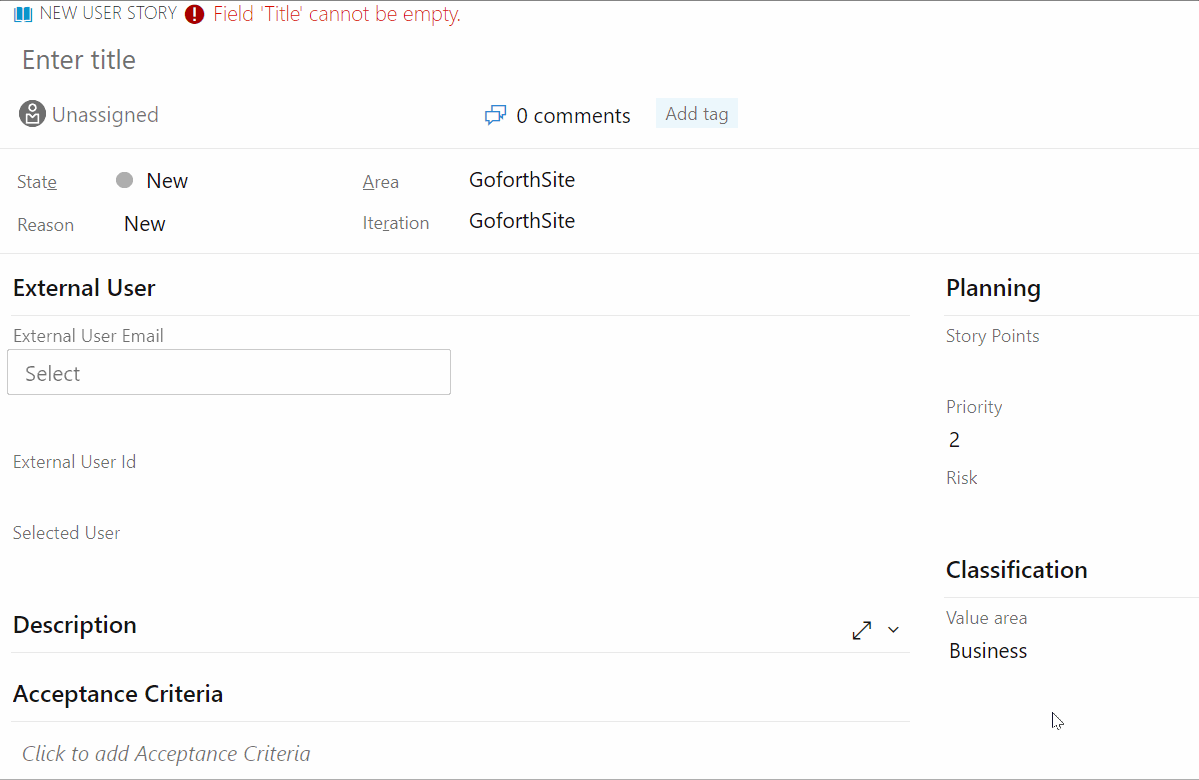 NEW USER STORY Field 'Title' cannot be empty.
Enter title
Unassigned 0 comments Add tag
State New Area GoforthSite
Reason New Iteration GoforthSite
External User
External User Email
Select
External User Id
Selected User
Description
Acceptance Criteria
Click to add Acceptance Criteria
Planning
Story Points
Priority
2
Risk
Classification
Value area
Business